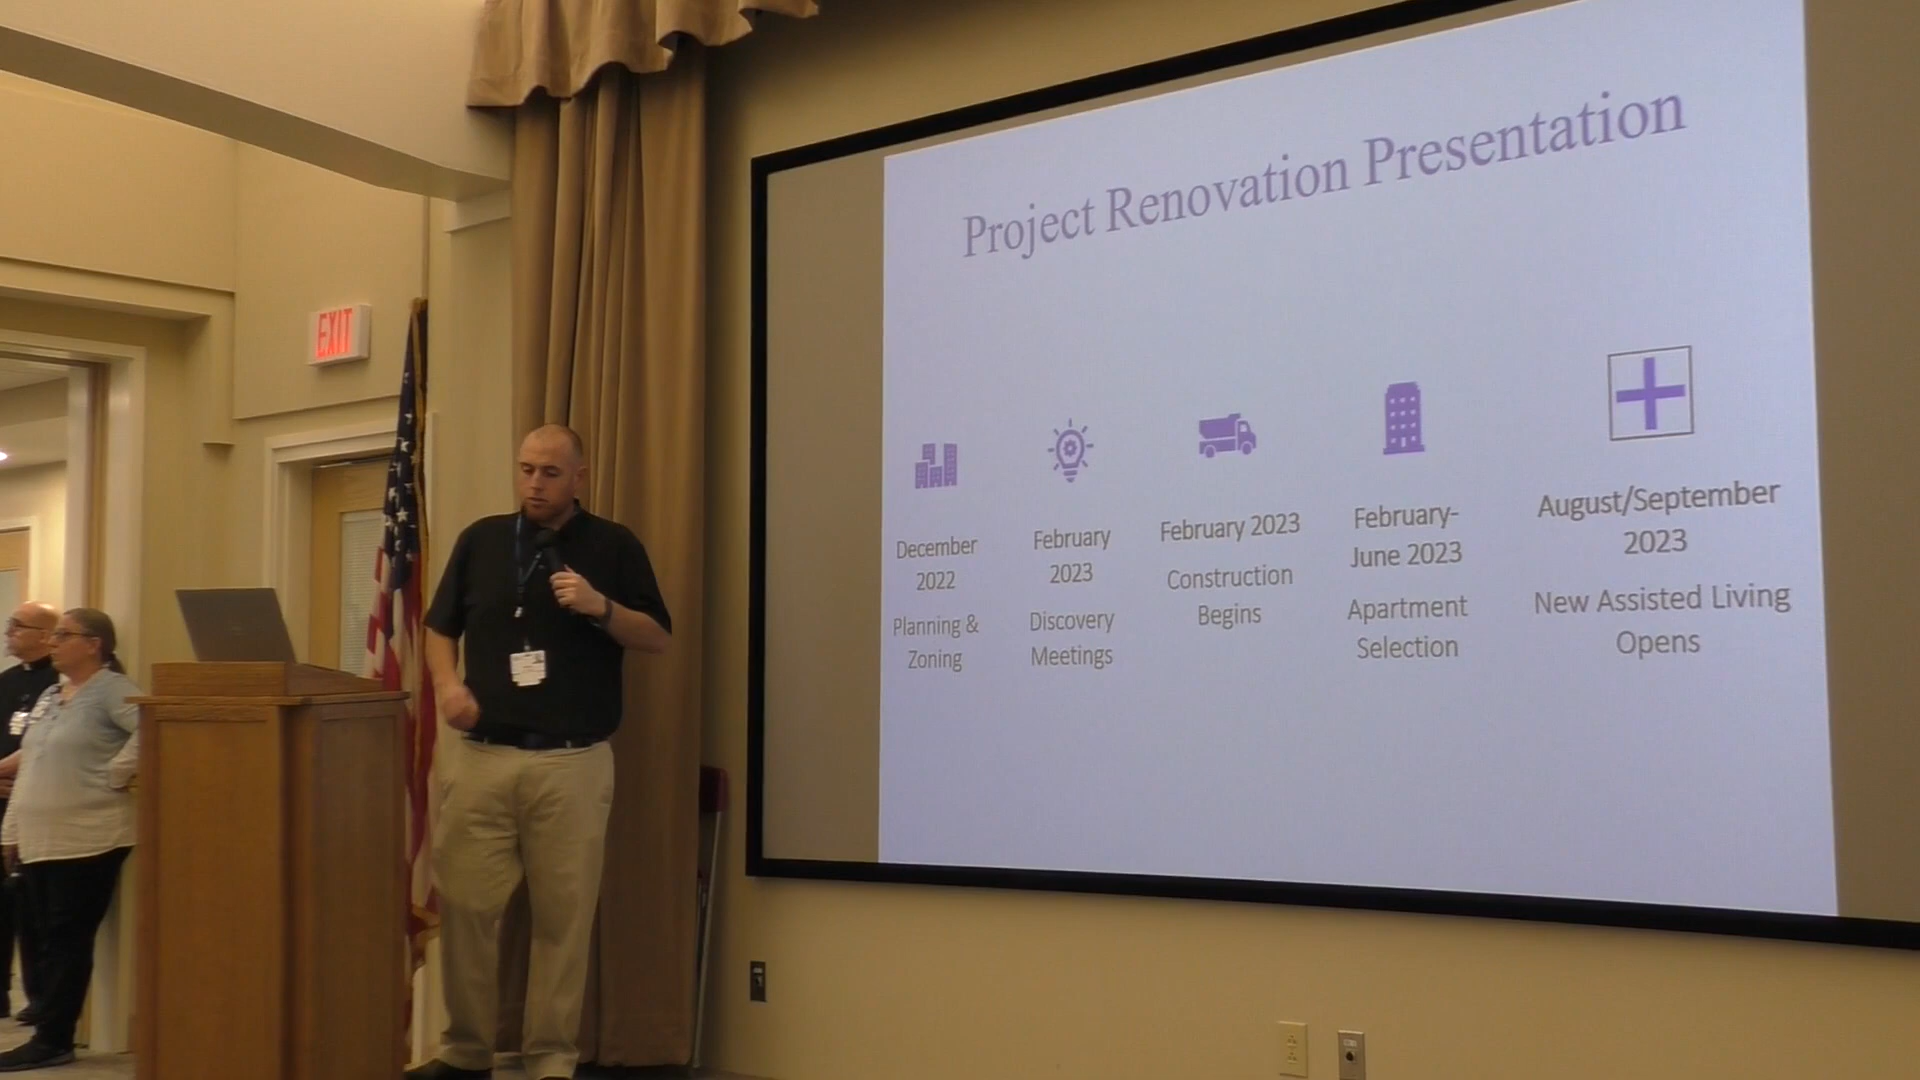 Project Renovation Presentation
EXIT
December
2022
Planning &
Zoning
February
2023
Discovery
Meetings
February 2023
Construction
Begins
February-
June 2023
Apartment
Selection
August/September
2023
New Assisted Living
Opens